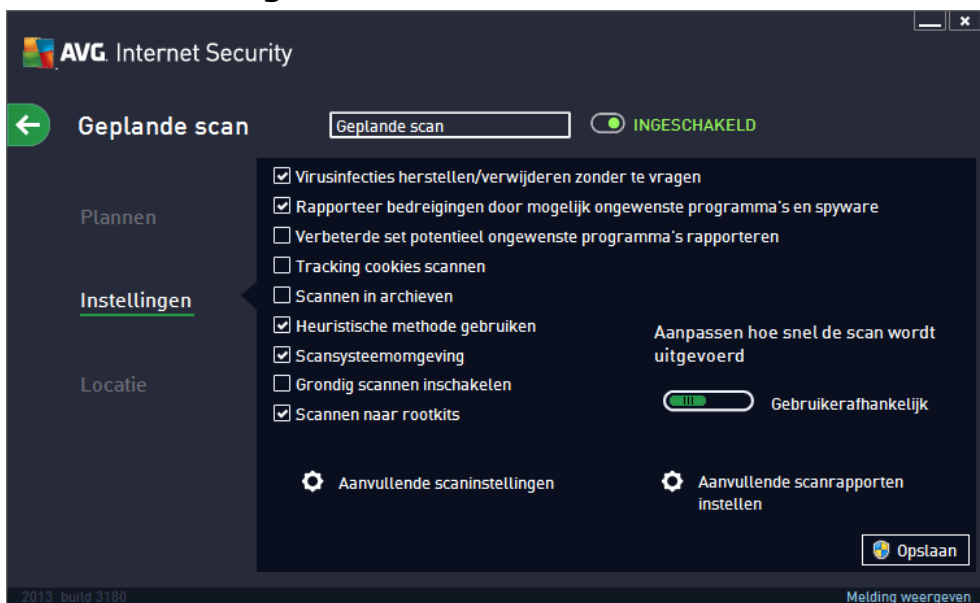 AVG. Internet Security
Geplande scan
Geplande scan
INGESCHAKELD
Plannen
Instellingen
Locatie
Virusinfecties herstellen/verwijderen zonder te vragen
Rapporteer bedreigingen door mogelijk ongewenste programma's en spyware
Verbeterde set potentieel ongewenste programma's rapporteren
Tracking cookies scannen
Scannen in archieven
Heuristische methode gebruiken
Scansysteemomgeving
Grondig scannen inschakelen
Scannen naar rootkits
Aanpassen hoe snel de scan wordt
uitgevoerd
Gebruikerafhankelijk
Aanvullende scaninstellingen
Aanvullende scanrapporten
instellen
Opslaan
2013 build 3180
Melding weergeven